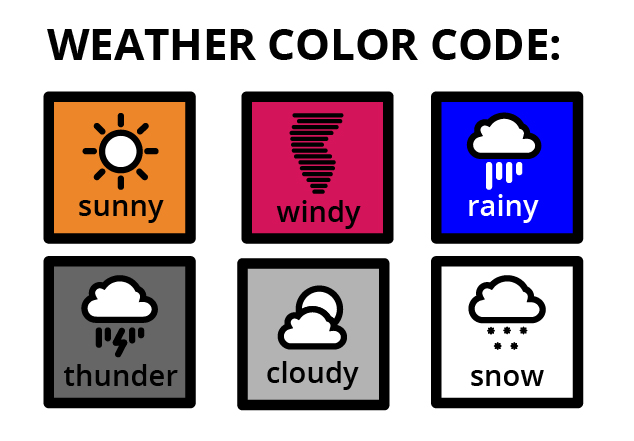 WEATHER COLOR CODE:
sunny
windy
rainy
thunder
cloudy
snow